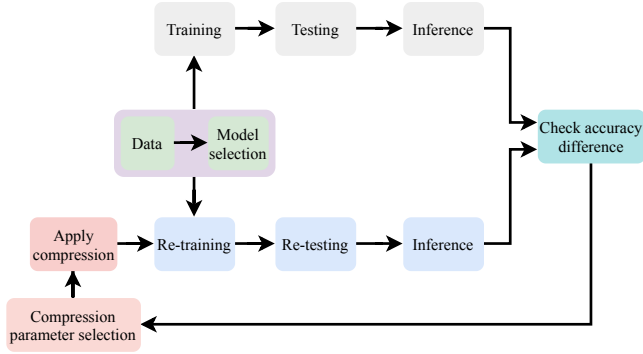 Training
Testing
Inference
Data
Model
selection
Check accuracy
difference
Apply
compression
Re-training
Re-testing
Inference
Compression
parameter selection